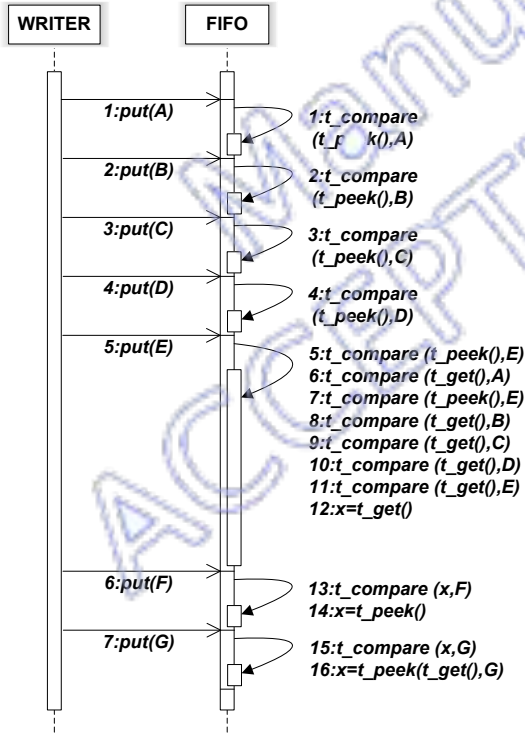 WRITER
FIFO
1:put(A)
1:t_compare
(t_p k(),A)
2:put(B)
2:t_compare
(t_peek(),B)
3:put(C)
3:t_compare
(t_peek(),C)
4:put(D)
4:t_compare
(t_peek(),D)
5:put(E)
5:t_compare (t_peek(),E)
6:t_compare (t_get(),A)
7:t_compare (t_peek(),E)
8:t_compare (t_get(),B)
9:t_compare (t_get(),C)
10:t_compare (t_get(),D)
11:t_compare (t_get(),E)
12:x=t_get()
6:put(F)
13:t_compare (x,F)
14:x=t_peek()
7:put(G)
15:t_compare (x,G)
16:x=t_peek(t_get(),G)